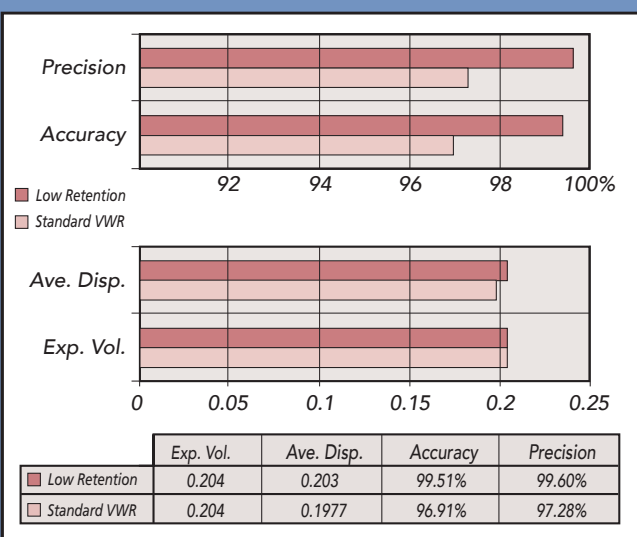 Precision
Accuracy
92 94 96 98 100%
Low Retention
Standard VWR
Ave. Disp.
Exp. Vol.
0 0.05 0.1 0.15 0.2 0.25
Exp. Vol. Ave. Disp. Accuracy Precision
Low Retention 0.204 0.203 99.51% 99.60%
Standard VWR 0.204 0.1977 96.91% 97.28%